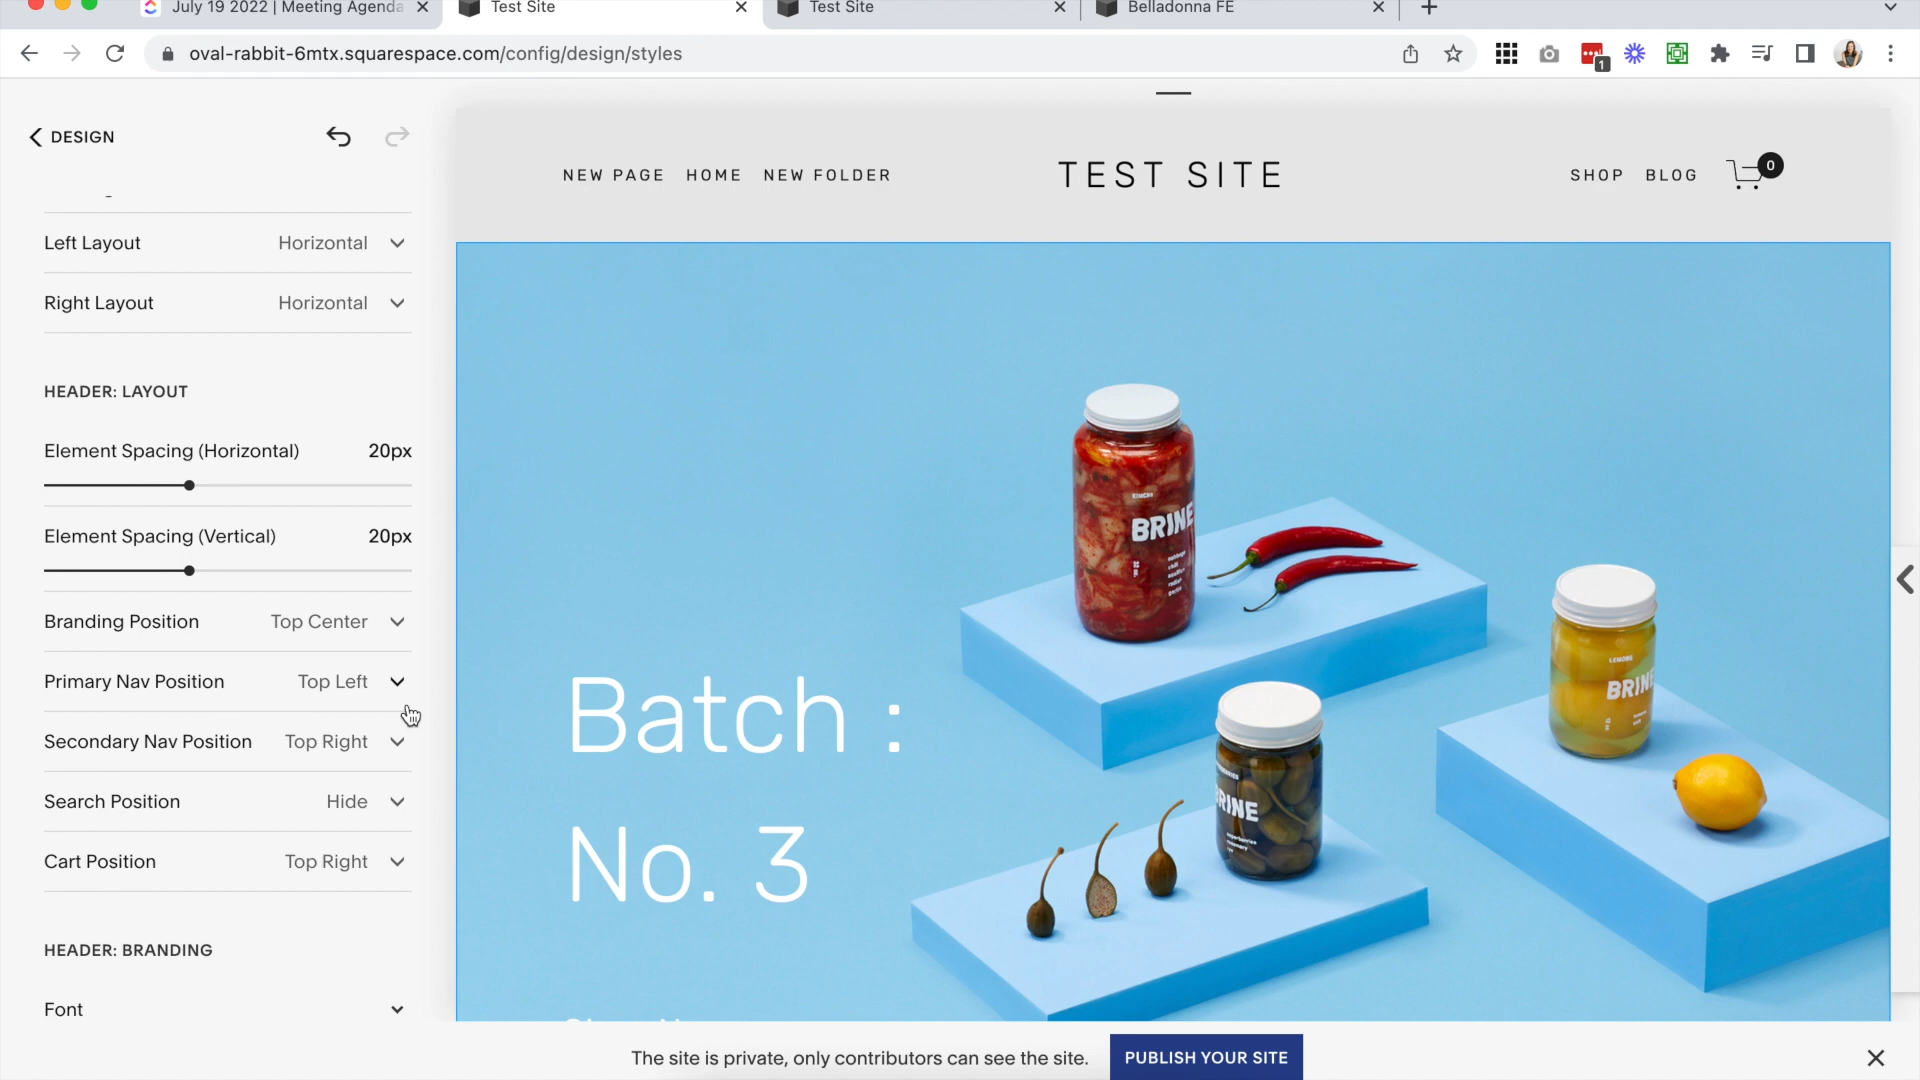 July 19 2022 | Meeting Agenda
Test Site
Test Site
Belladonna FE
oval-rabbit-6mtx.squarespace.com/config/design/styles
1
DESIGN
Left Layout Horizontal
Right Layout Horizontal
HEADER: LAYOUT
Element Spacing (Horizontal) 20px
Element Spacing (Vertical) 20px
Branding Position Top Center
Primary Nav Position Top Left
Secondary Nav Position Top Right
Search Position Hide
Cart Position Top Right
HEADER: BRANDING
Font
NEW PAGE HOME NEW FOLDER
TEST SITE
SHOP BLOG
0
KIMCHI
BRINE
LEMONS
BRINE
BRINE
Batch :
No. 3
The site is private, only contributors can see the site.
PUBLISH YOUR SITE